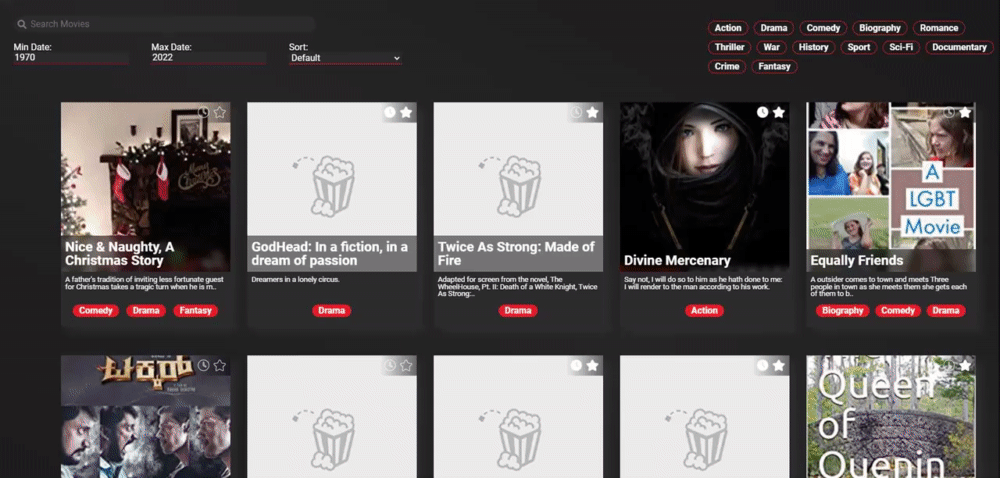 Search Movies
Min Date:
1970
Max Date:
2022
Sort:
Default
Action Drama Comedy Biography Romance
Thriller War History Sport Sci-Fi Documentary
Crime Fantasy
Nice & Naughty, A
Christmas Story
A father's tradition of inviting less fortunate guest
for Christmas takes a tragic turn when he is m..
Comedy Drama Fantasy
GodHead: In a fiction, in a
dream of passion
Dreamers in a lonely circus.
Drama
Twice As Strong: Made of
Fire
Adapted for screen from the novel, The
WheelHouse, Pt. II: Death of a White Knight, Twice
As Strong:..
Drama
Divine Mercenary
Say not, I will do so to him as he hath done to me:
I will render to the man according to his work.
Action
A
LGBT
Movie
Equally Friends
A outsider comes to town and meets Three
people in town as she meets them she gets each
of them to b..
Biography Comedy Drama
ಟಕ್ಕರ್
Queen
of
Quenin